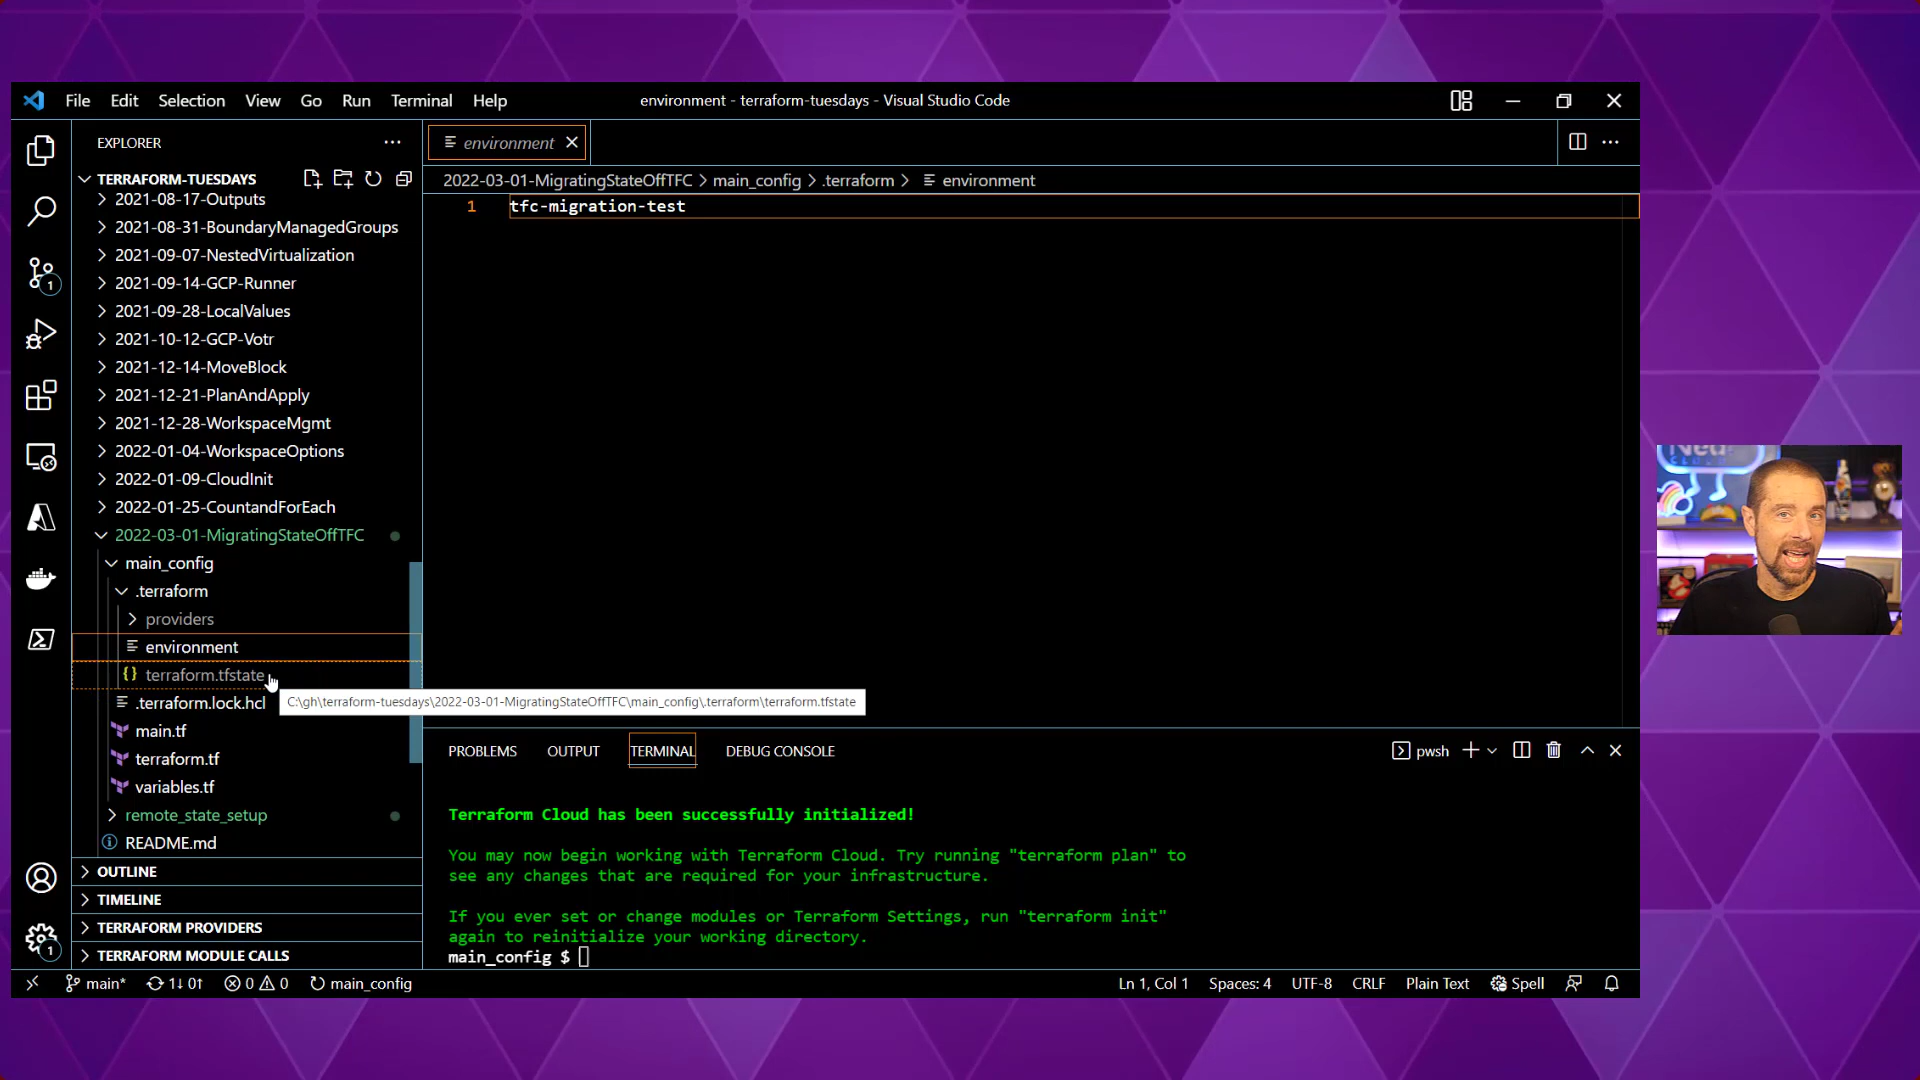 File Edit Selection View Go Run Terminal Help
environment - terraform-tuesdays - Visual Studio Code
EXPLORER
TERRAFORM-TUESDAYS
2021-08-17-Outputs
2021-08-31-BoundaryManagedGroups
2021-09-07-NestedVirtualization
2021-09-14-GCP-Runner
2021-09-28-LocalValues
2021-10-12-GCP-Votr
2021-12-14-MoveBlock
2021-12-21-PlanAndApply
2021-12-28-WorkspaceMgmt
2022-01-04-WorkspaceOptions
2022-01-09-CloudInit
2022-01-25-CountandForEach
2022-03-01-MigratingStateOffTFC
main_config
.terraform
providers
environment
terraform.tfstate
.terraform.lock.hcl
main.tf
terraform.tf
variables.tf
remote_state_setup
README.md
OUTLINE
TIMELINE
TERRAFORM PROVIDERS
TERRAFORM MODULE CALLS
1
1
environment
2022-03-01-MigratingStateOffTFC > main_config > .terraform > environment
1 tfc-migration-test
C:\gh\terraform-tuesdays\2022-03-01-MigratingStateOffTFC\main_config\.terraform\terraform.tfstate
PROBLEMS OUTPUT TERMINAL DEBUG CONSOLE
pwsh
Terraform Cloud has been successfully initialized!
You may now begin working with Terraform Cloud. Try running "terraform plan" to
see any changes that are required for your infrastructure.
If you ever set or change modules or Terraform Settings, run "terraform init"
again to reinitialize your working directory.
main_config $
main* 1↓ 0↑ 0 0 main_config
Ln 1, Col 1 Spaces: 4 UTF-8 CRLF Plain Text Spell